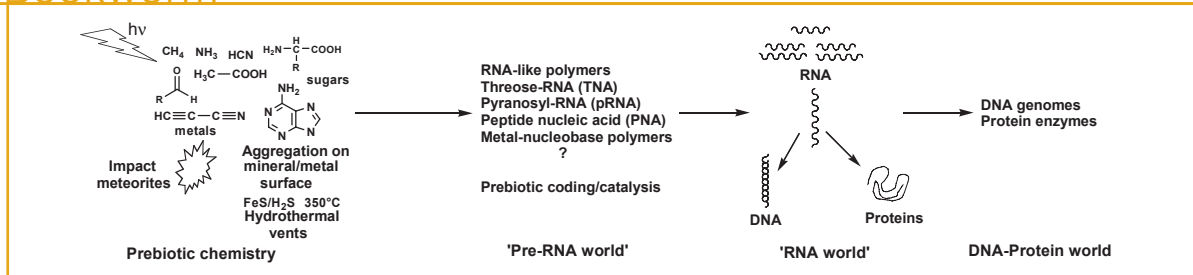 hν
CH4 NH3 HCN H2N–C–COOH
H
R
H3C–COOH
sugars
O
R H
NH2
N N
N N
H
HC≡C–C≡N
metals
Impact
meteorites
Aggregation on
mineral/metal
surface
FeS/H2S 350°C
Hydrothermal
vents
Prebiotic chemistry
RNA-like polymers
Threose-RNA (TNA)
Pyranosyl-RNA (pRNA)
Peptide nucleic acid (PNA)
Metal-nucleobase polymers
?
Prebiotic coding/catalysis
'Pre-RNA world'
RNA
DNA
Proteins
'RNA world'
DNA genomes
Protein enzymes
DNA-Protein world